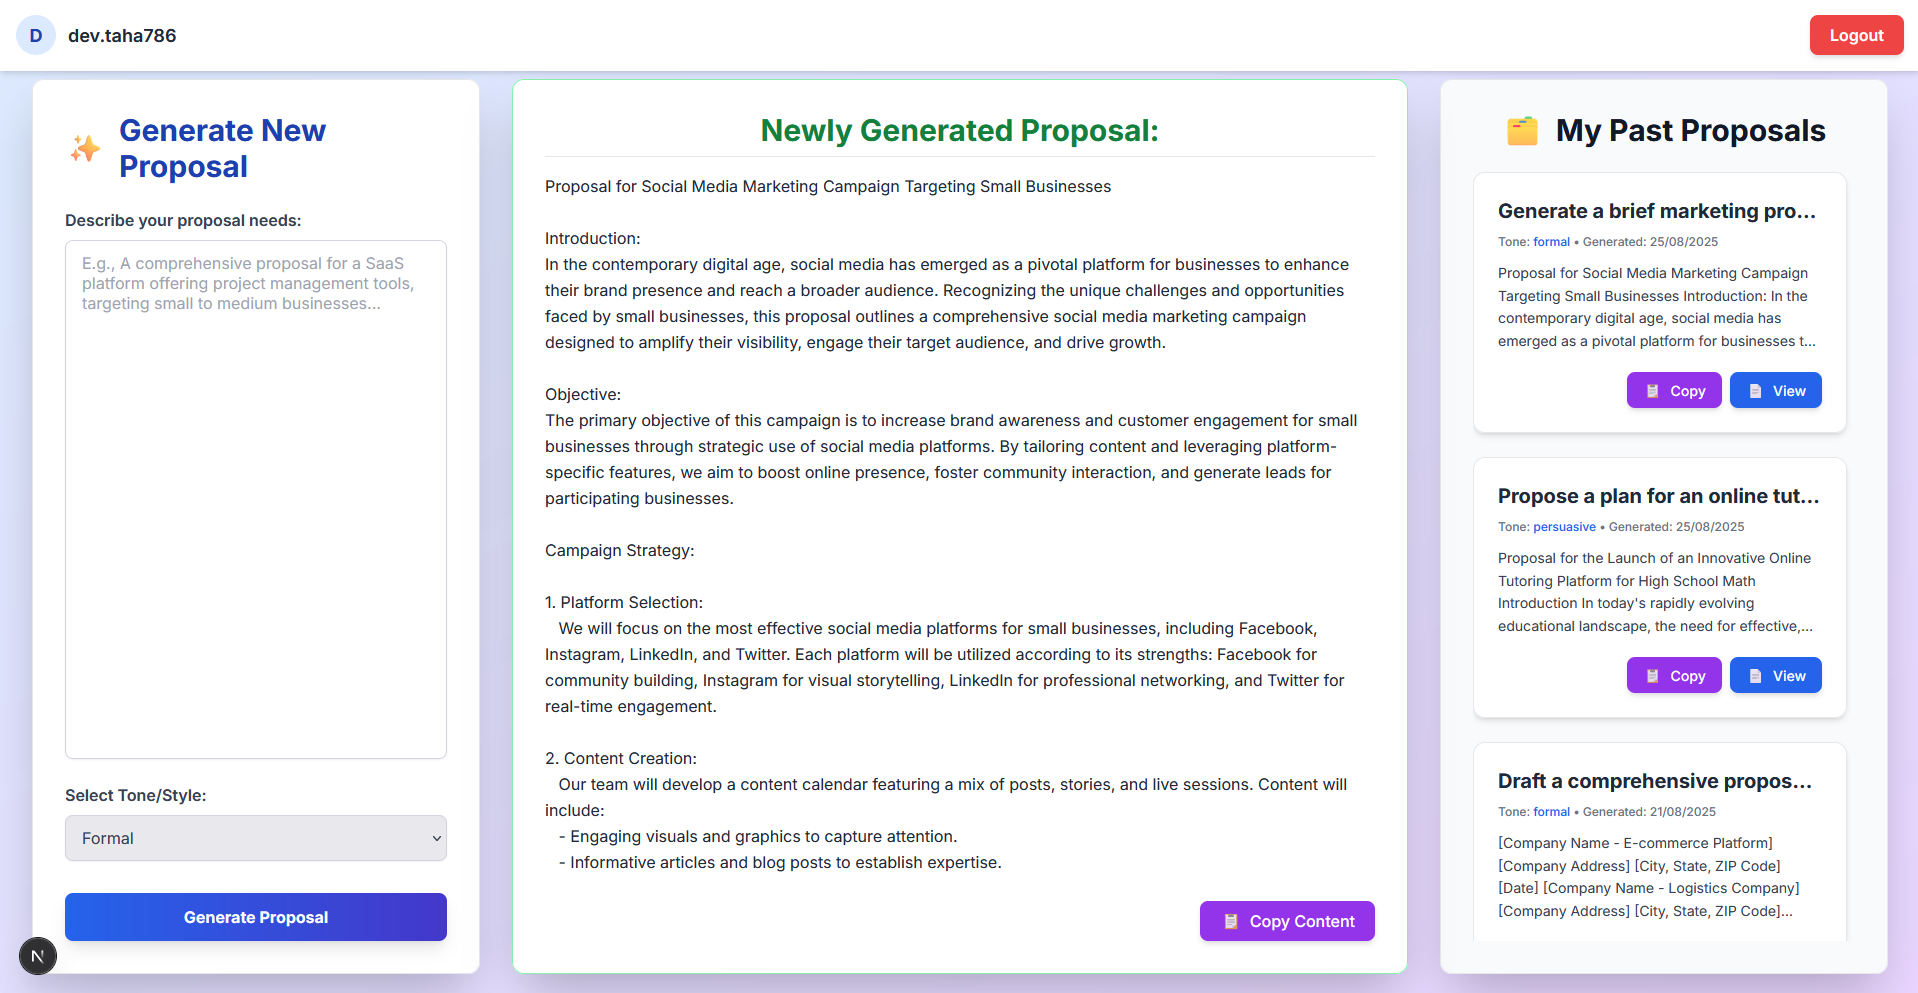 D
dev.taha786
Logout
Generate New
Proposal
Describe your proposal needs:
E.g., A comprehensive proposal for a SaaS
platform offering project management tools,
targeting small to medium businesses...
Select Tone/Style:
Formal
Generate Proposal
N
Newly Generated Proposal:
Proposal for Social Media Marketing Campaign Targeting Small Businesses
Introduction:
In the contemporary digital age, social media has emerged as a pivotal platform for businesses to enhance
their brand presence and reach a broader audience. Recognizing the unique challenges and opportunities
faced by small businesses, this proposal outlines a comprehensive social media marketing campaign
designed to amplify their visibility, engage their target audience, and drive growth.
Objective:
The primary objective of this campaign is to increase brand awareness and customer engagement for small
businesses through strategic use of social media platforms. By tailoring content and leveraging platform-
specific features, we aim to boost online presence, foster community interaction, and generate leads for
participating businesses.
Campaign Strategy:
1. Platform Selection:
We will focus on the most effective social media platforms for small businesses, including Facebook,
Instagram, LinkedIn, and Twitter. Each platform will be utilized according to its strengths: Facebook for
community building, Instagram for visual storytelling, LinkedIn for professional networking, and Twitter for
real-time engagement.
2. Content Creation:
Our team will develop a content calendar featuring a mix of posts, stories, and live sessions. Content will
include:
- Engaging visuals and graphics to capture attention.
- Informative articles and blog posts to establish expertise.
Copy Content
My Past Proposals
Generate a brief marketing pro...
Tone: formal • Generated: 25/08/2025
Proposal for Social Media Marketing Campaign
Targeting Small Businesses Introduction: In the
contemporary digital age, social media has
emerged as a pivotal platform for businesses t...
Copy
View
Propose a plan for an online tut...
Tone: persuasive • Generated: 25/08/2025
Proposal for the Launch of an Innovative Online
Tutoring Platform for High School Math
Introduction In today's rapidly evolving
educational landscape, the need for effective,...
Copy
View
Draft a comprehensive propos...
Tone: formal • Generated: 21/08/2025
[Company Name - E-commerce Platform]
[Company Address] [City, State, ZIP Code]
[Date] [Company Name - Logistics Company]
[Company Address] [City, State, ZIP Code]...